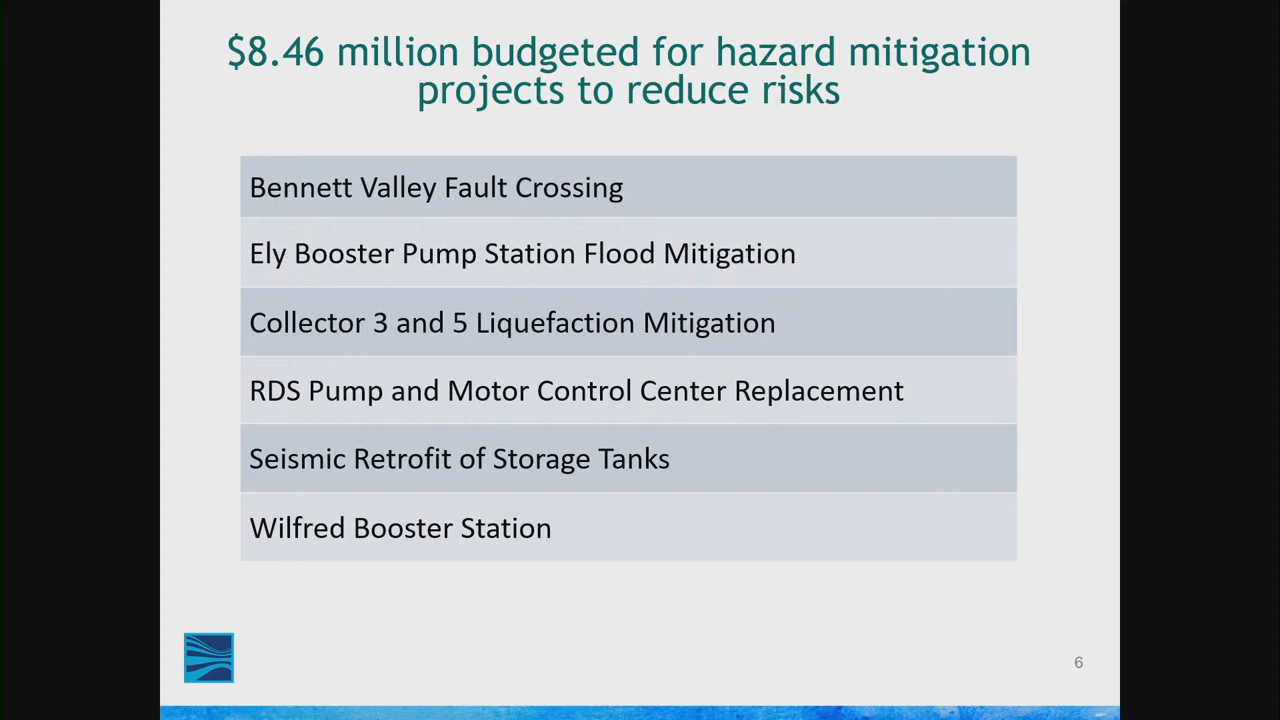 $8.46 million budgeted for hazard mitigation
projects to reduce risks
Bennett Valley Fault Crossing
Ely Booster Pump Station Flood Mitigation
Collector 3 and 5 Liquefaction Mitigation
RDS Pump and Motor Control Center Replacement
Seismic Retrofit of Storage Tanks
Wilfred Booster Station
6